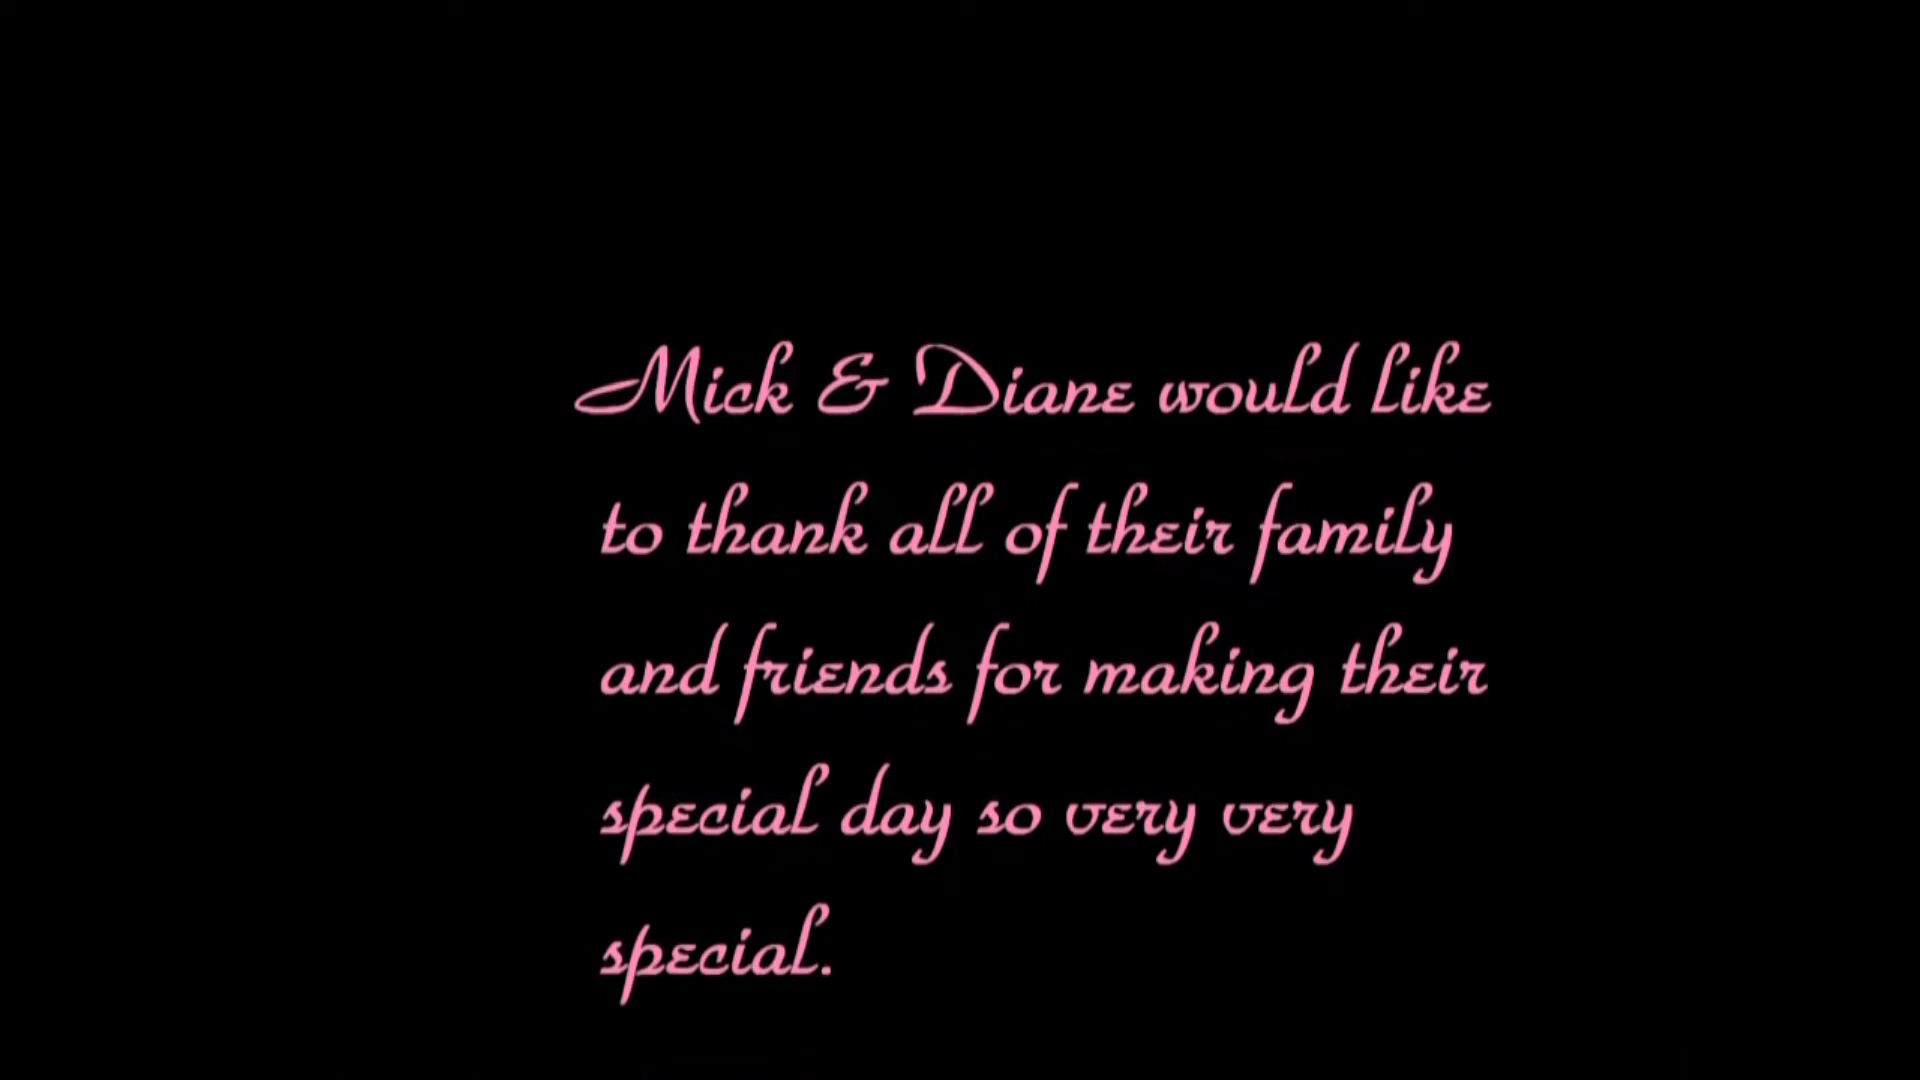 Mick & Diane would like
to thank all of their family
and friends for making their
special day so very very
special.